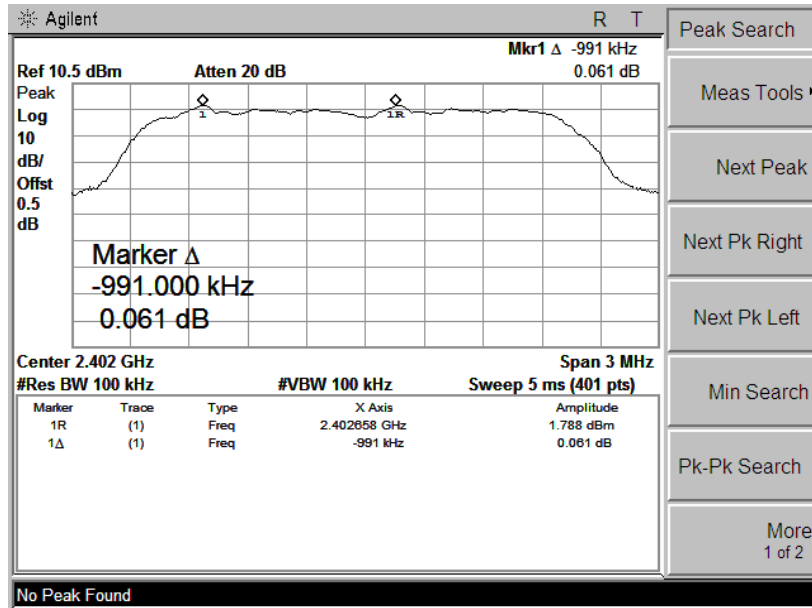 Agilent R T
Mkr1 Δ -991 kHz
Ref 10.5 dBm Atten 20 dB 0.061 dB
Peak
Log
10
dB/
Offst
0.5
dB
1 1R
Marker Δ
-991.000 kHz
0.061 dB
Center 2.402 GHz Span 3 MHz
#Res BW 100 kHz #VBW 100 kHz Sweep 5 ms (401 pts)
Marker Trace Type X Axis Amplitude
1R (1) Freq 2.402658 GHz 1.788 dBm
1Δ (1) Freq -991 kHz 0.061 dB
No Peak Found
Peak Search
Meas Tools
Next Peak
Next Pk Right
Next Pk Left
Min Search
Pk-Pk Search
More
1 of 2